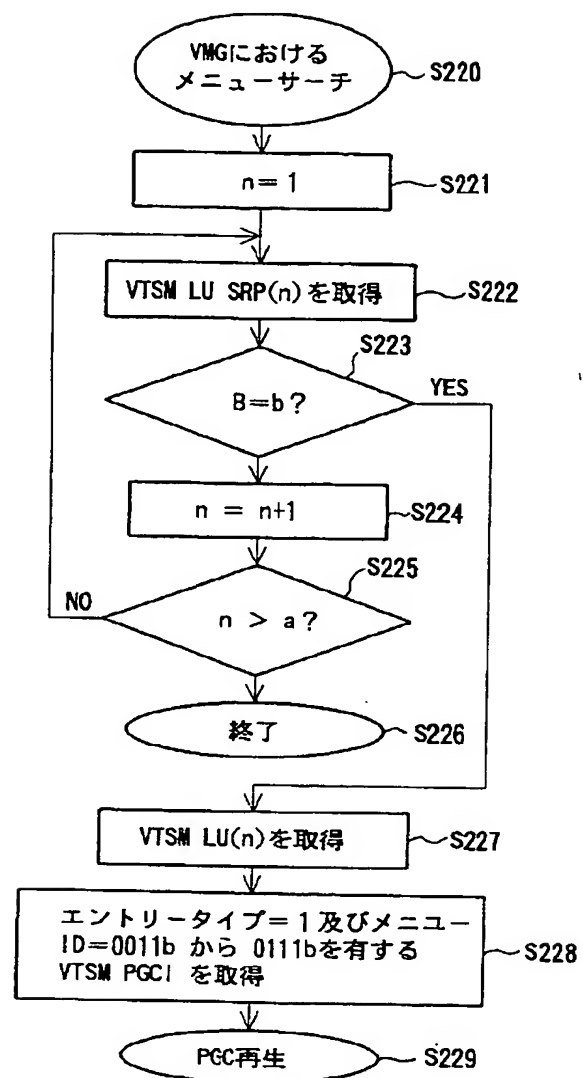 VMGにおける
メニューサーチ
S220
n=1
S221
VTSM LU SRP(n)を取得
S222
S223
B=b?
YES
n = n+1
S224
S225
NO
n > a?
終了
S226
VTSM LU(n)を取得
S227
エントリータイプ=1及びメニュー
ID=0011b から 0111bを有する
VTSM PGCI を取得
S228
PGC再生
S229